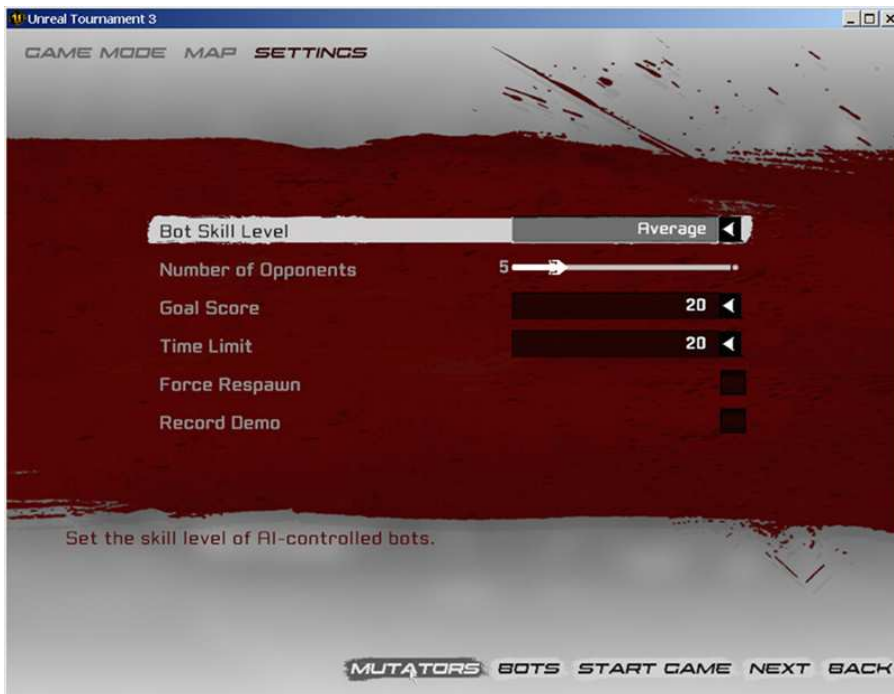 Unreal Tournament 3
GAME MODE MAP SETTINGS
Bot Skill Level Average
Number of Opponents 5
Goal Score 20
Time Limit 20
Force Respawn
Record Demo
Set the skill level of AI-controlled bots.
MUTATORS BOTS START GAME NEXT BACK